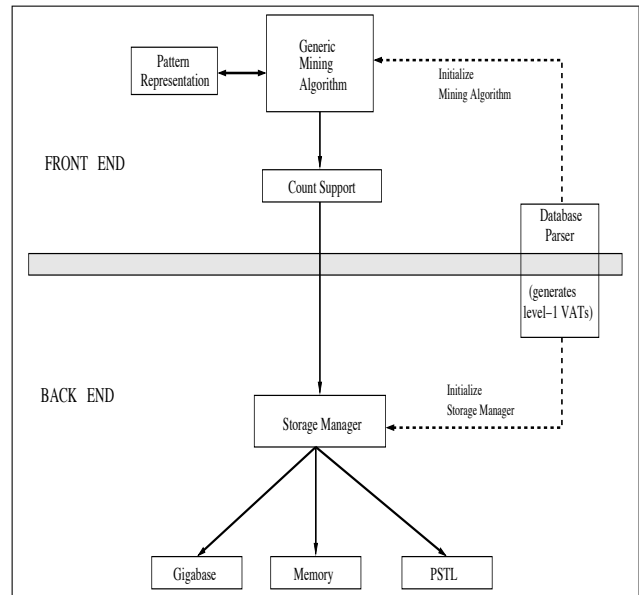 Generic
Mining
Algorithm
Pattern
Representation
Initialize
Mining Algorithm
FRONT END
Count Support
Database
Parser
(generates
level-1 VATs)
BACK END
Initialize
Storage Manager
Storage Manager
Gigabase
Memory
PSTL